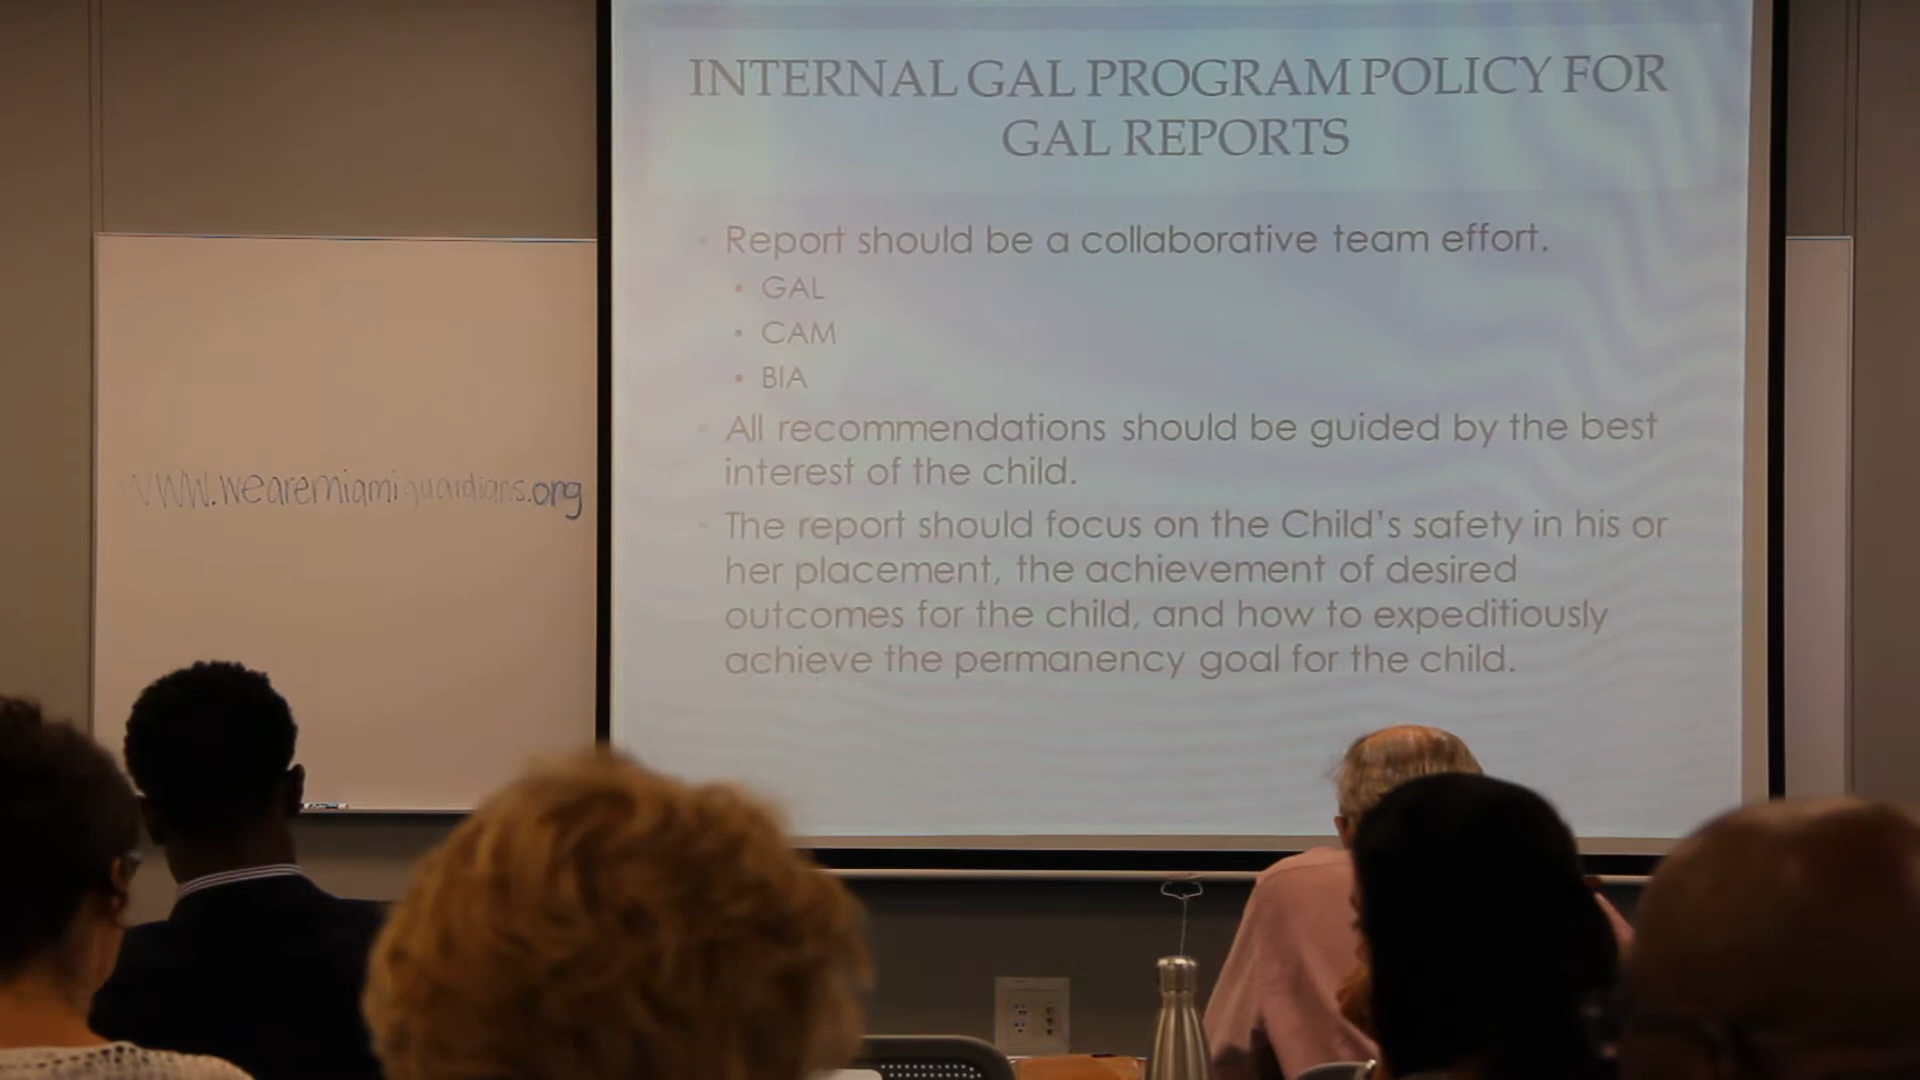 INTERNAL GAL PROGRAM POLICY FOR
GAL REPORTS
• Report should be a collaborative team effort.
• GAL
• CAM
• BIA
• All recommendations should be guided by the best
interest of the child.
• The report should focus on the Child's safety in his or
her placement, the achievement of desired
outcomes for the child, and how to expeditiously
achieve the permanency goal for the child.
www.wearemiamiguardians.org